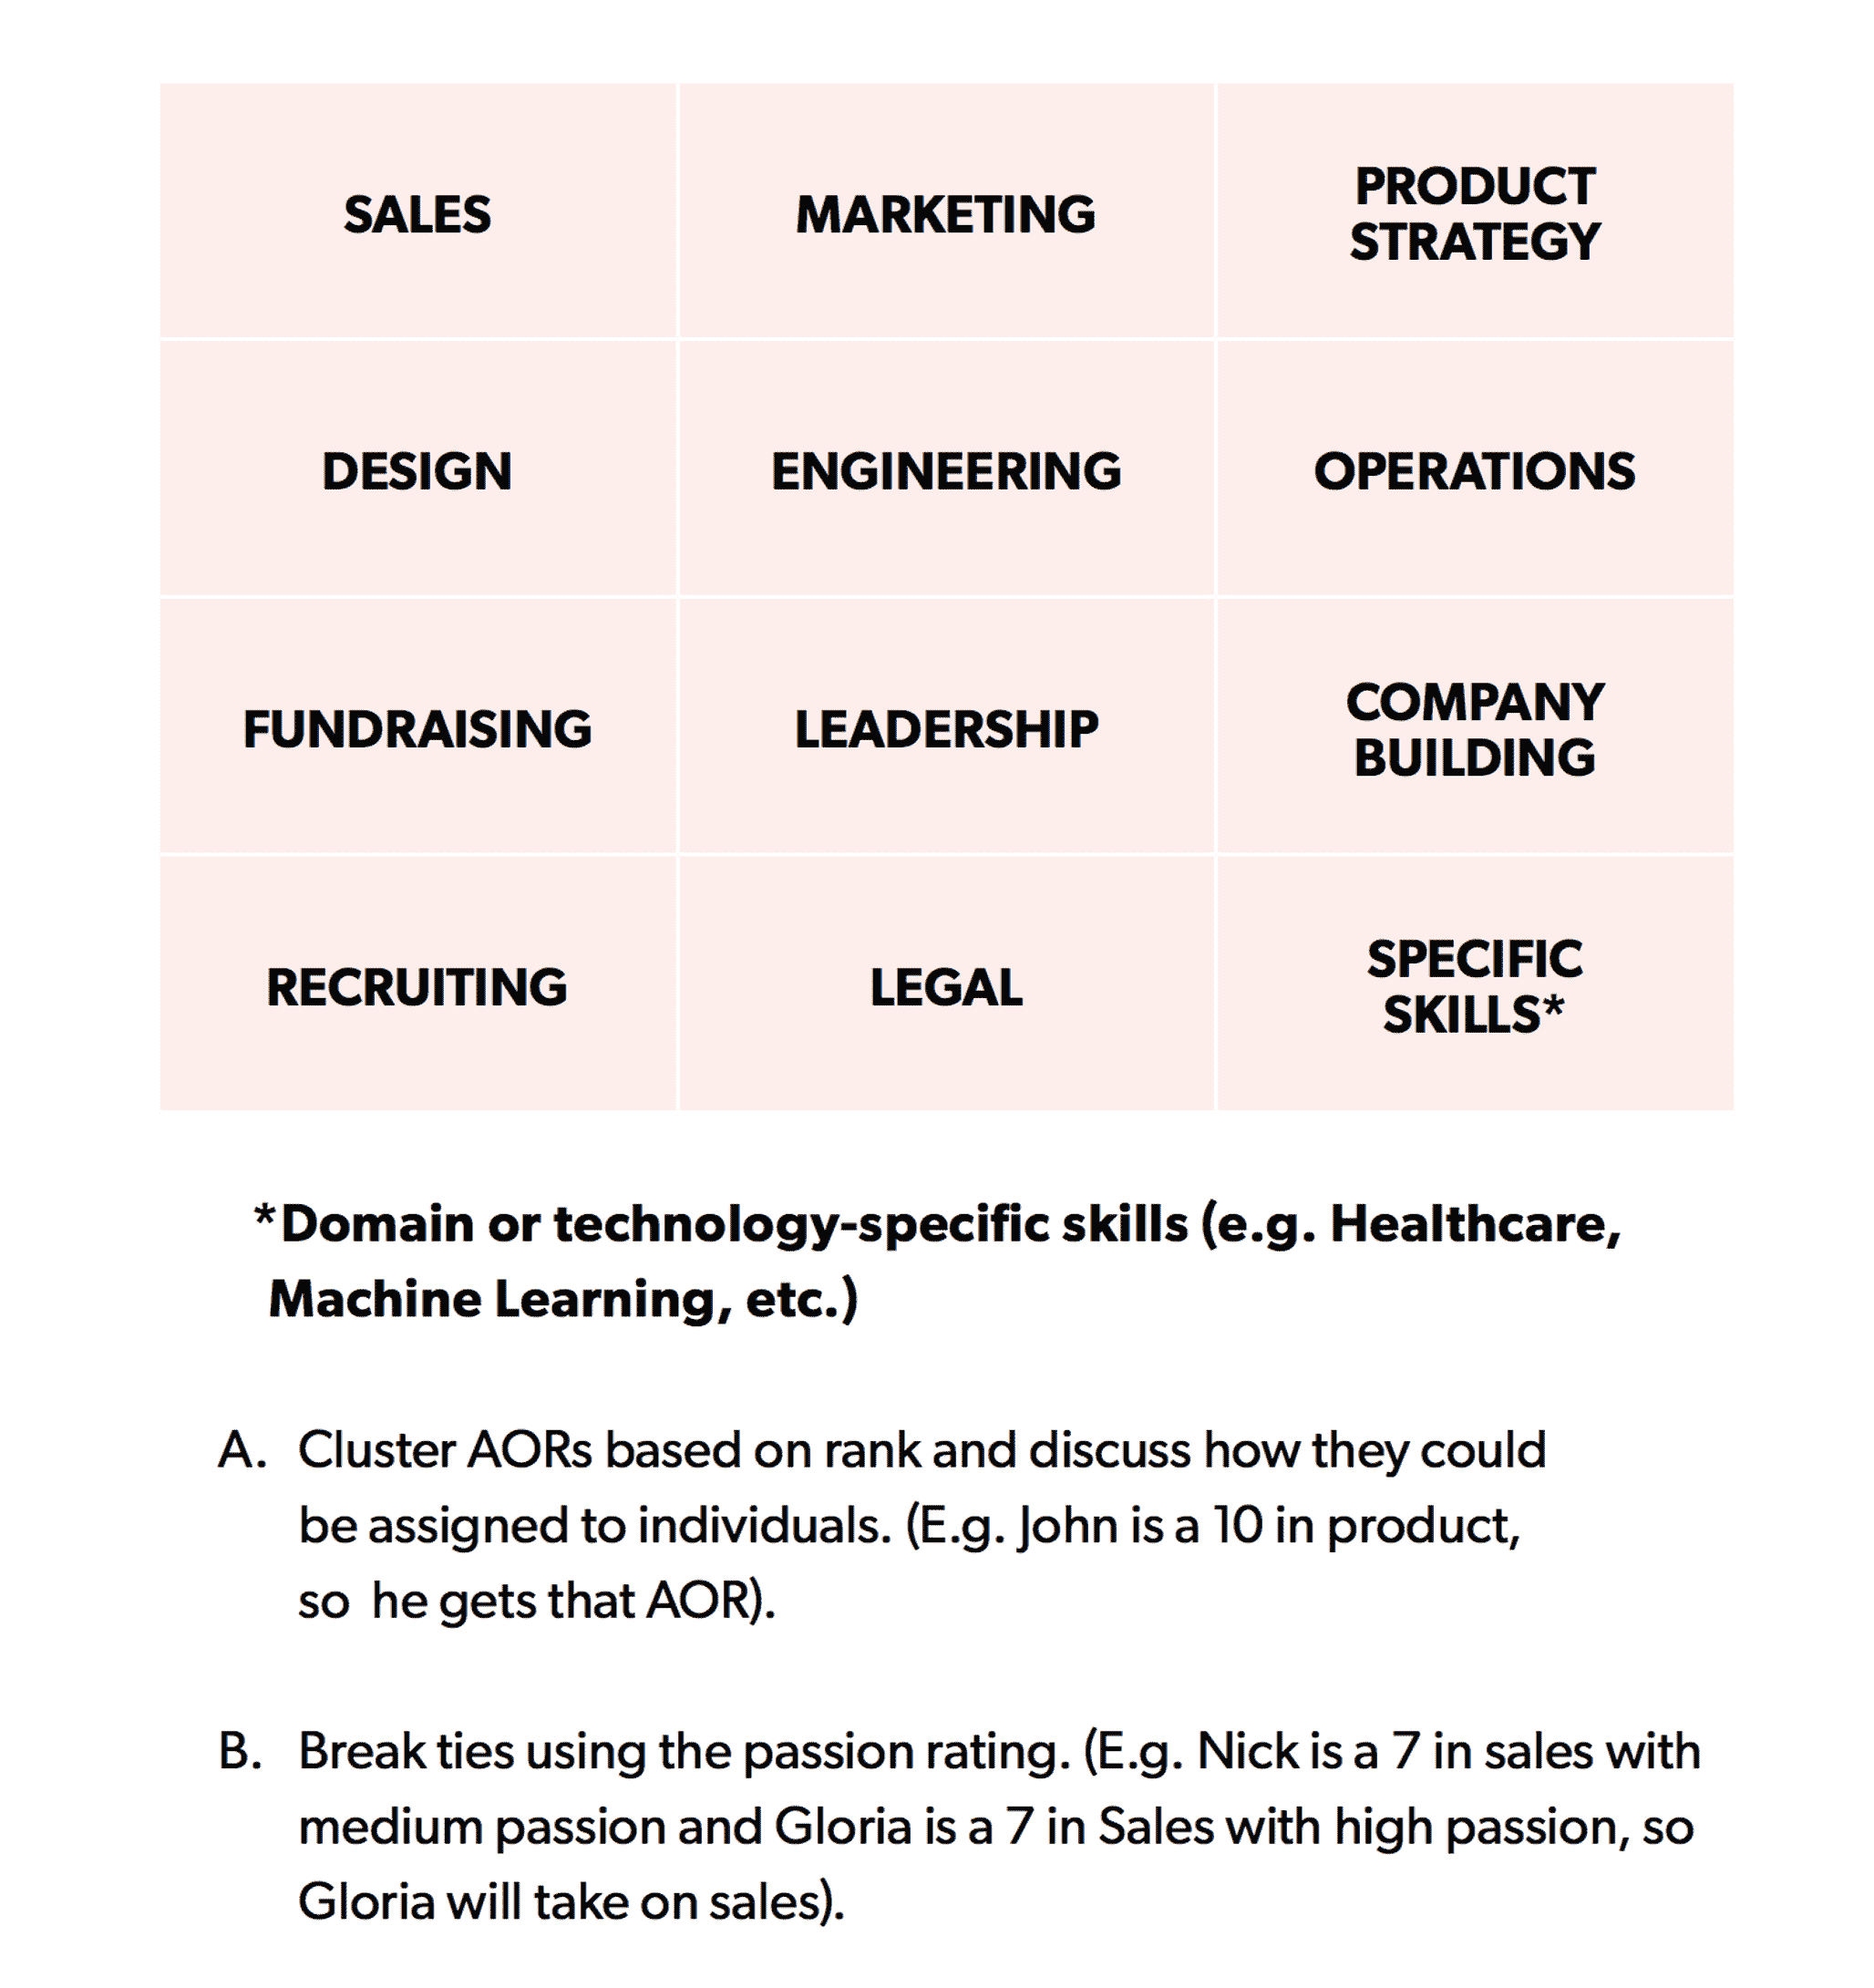 SALES
MARKETING
PRODUCT
STRATEGY
DESIGN
ENGINEERING
OPERATIONS
FUNDRAISING
LEADERSHIP
COMPANY
BUILDING
RECRUITING
LEGAL
SPECIFIC
SKILLS*
*Domain or technology-specific skills (e.g. Healthcare,
Machine Learning, etc.)
A. Cluster AORs based on rank and discuss how they could
be assigned to individuals. (E.g. John is a 10 in product,
so he gets that AOR).
B. Break ties using the passion rating. (E.g. Nick is a 7 in sales with
medium passion and Gloria is a 7 in Sales with high passion, so
Gloria will take on sales).